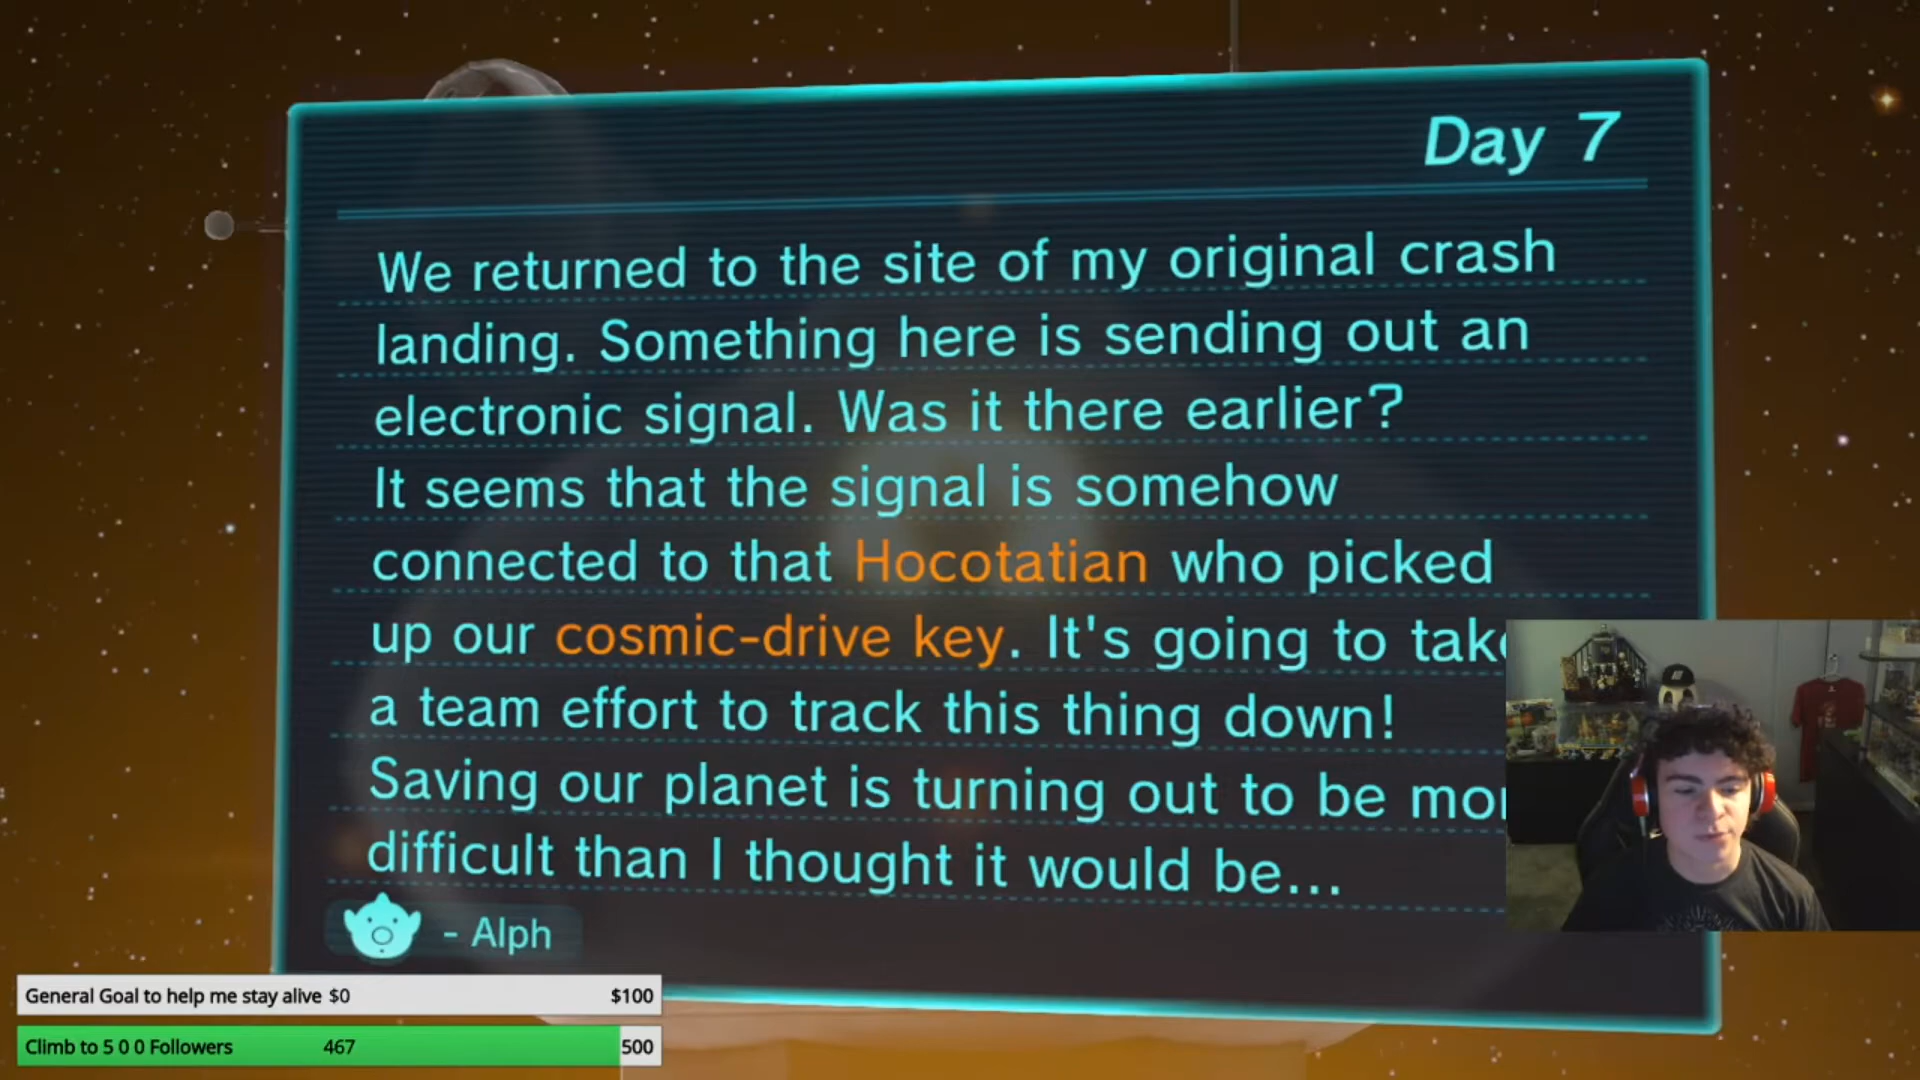 Day 7
We returned to the site of my original crash
landing. Something here is sending out an
electronic signal. Was it there earlier?
It seems that the signal is somehow
connected to that Hocotatian who picked
up our cosmic-drive key. It's going to
a team effort to track this thing down!
Saving our planet is turning out to be
difficult than I thought it would be...
- Alph
General Goal to help me stay alive $0 $100
Climb to 5 0 0 Followers 467 500